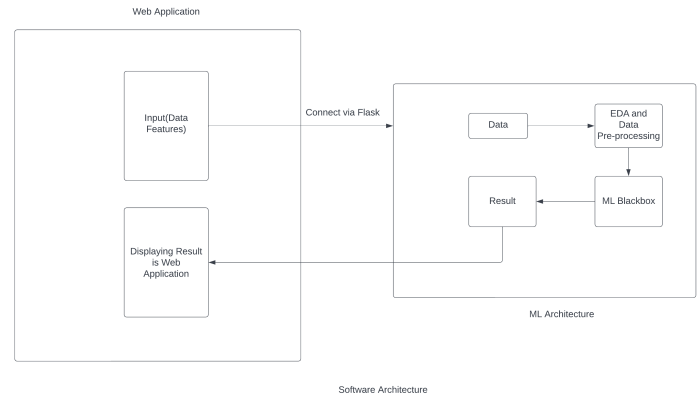 Web Application
Input(Data
Features)
Connect via Flask
Data
EDA and
Data
Pre-processing
Result
ML Blackbox
Displaying Result
is Web
Application
ML Architecture
Software Architecture